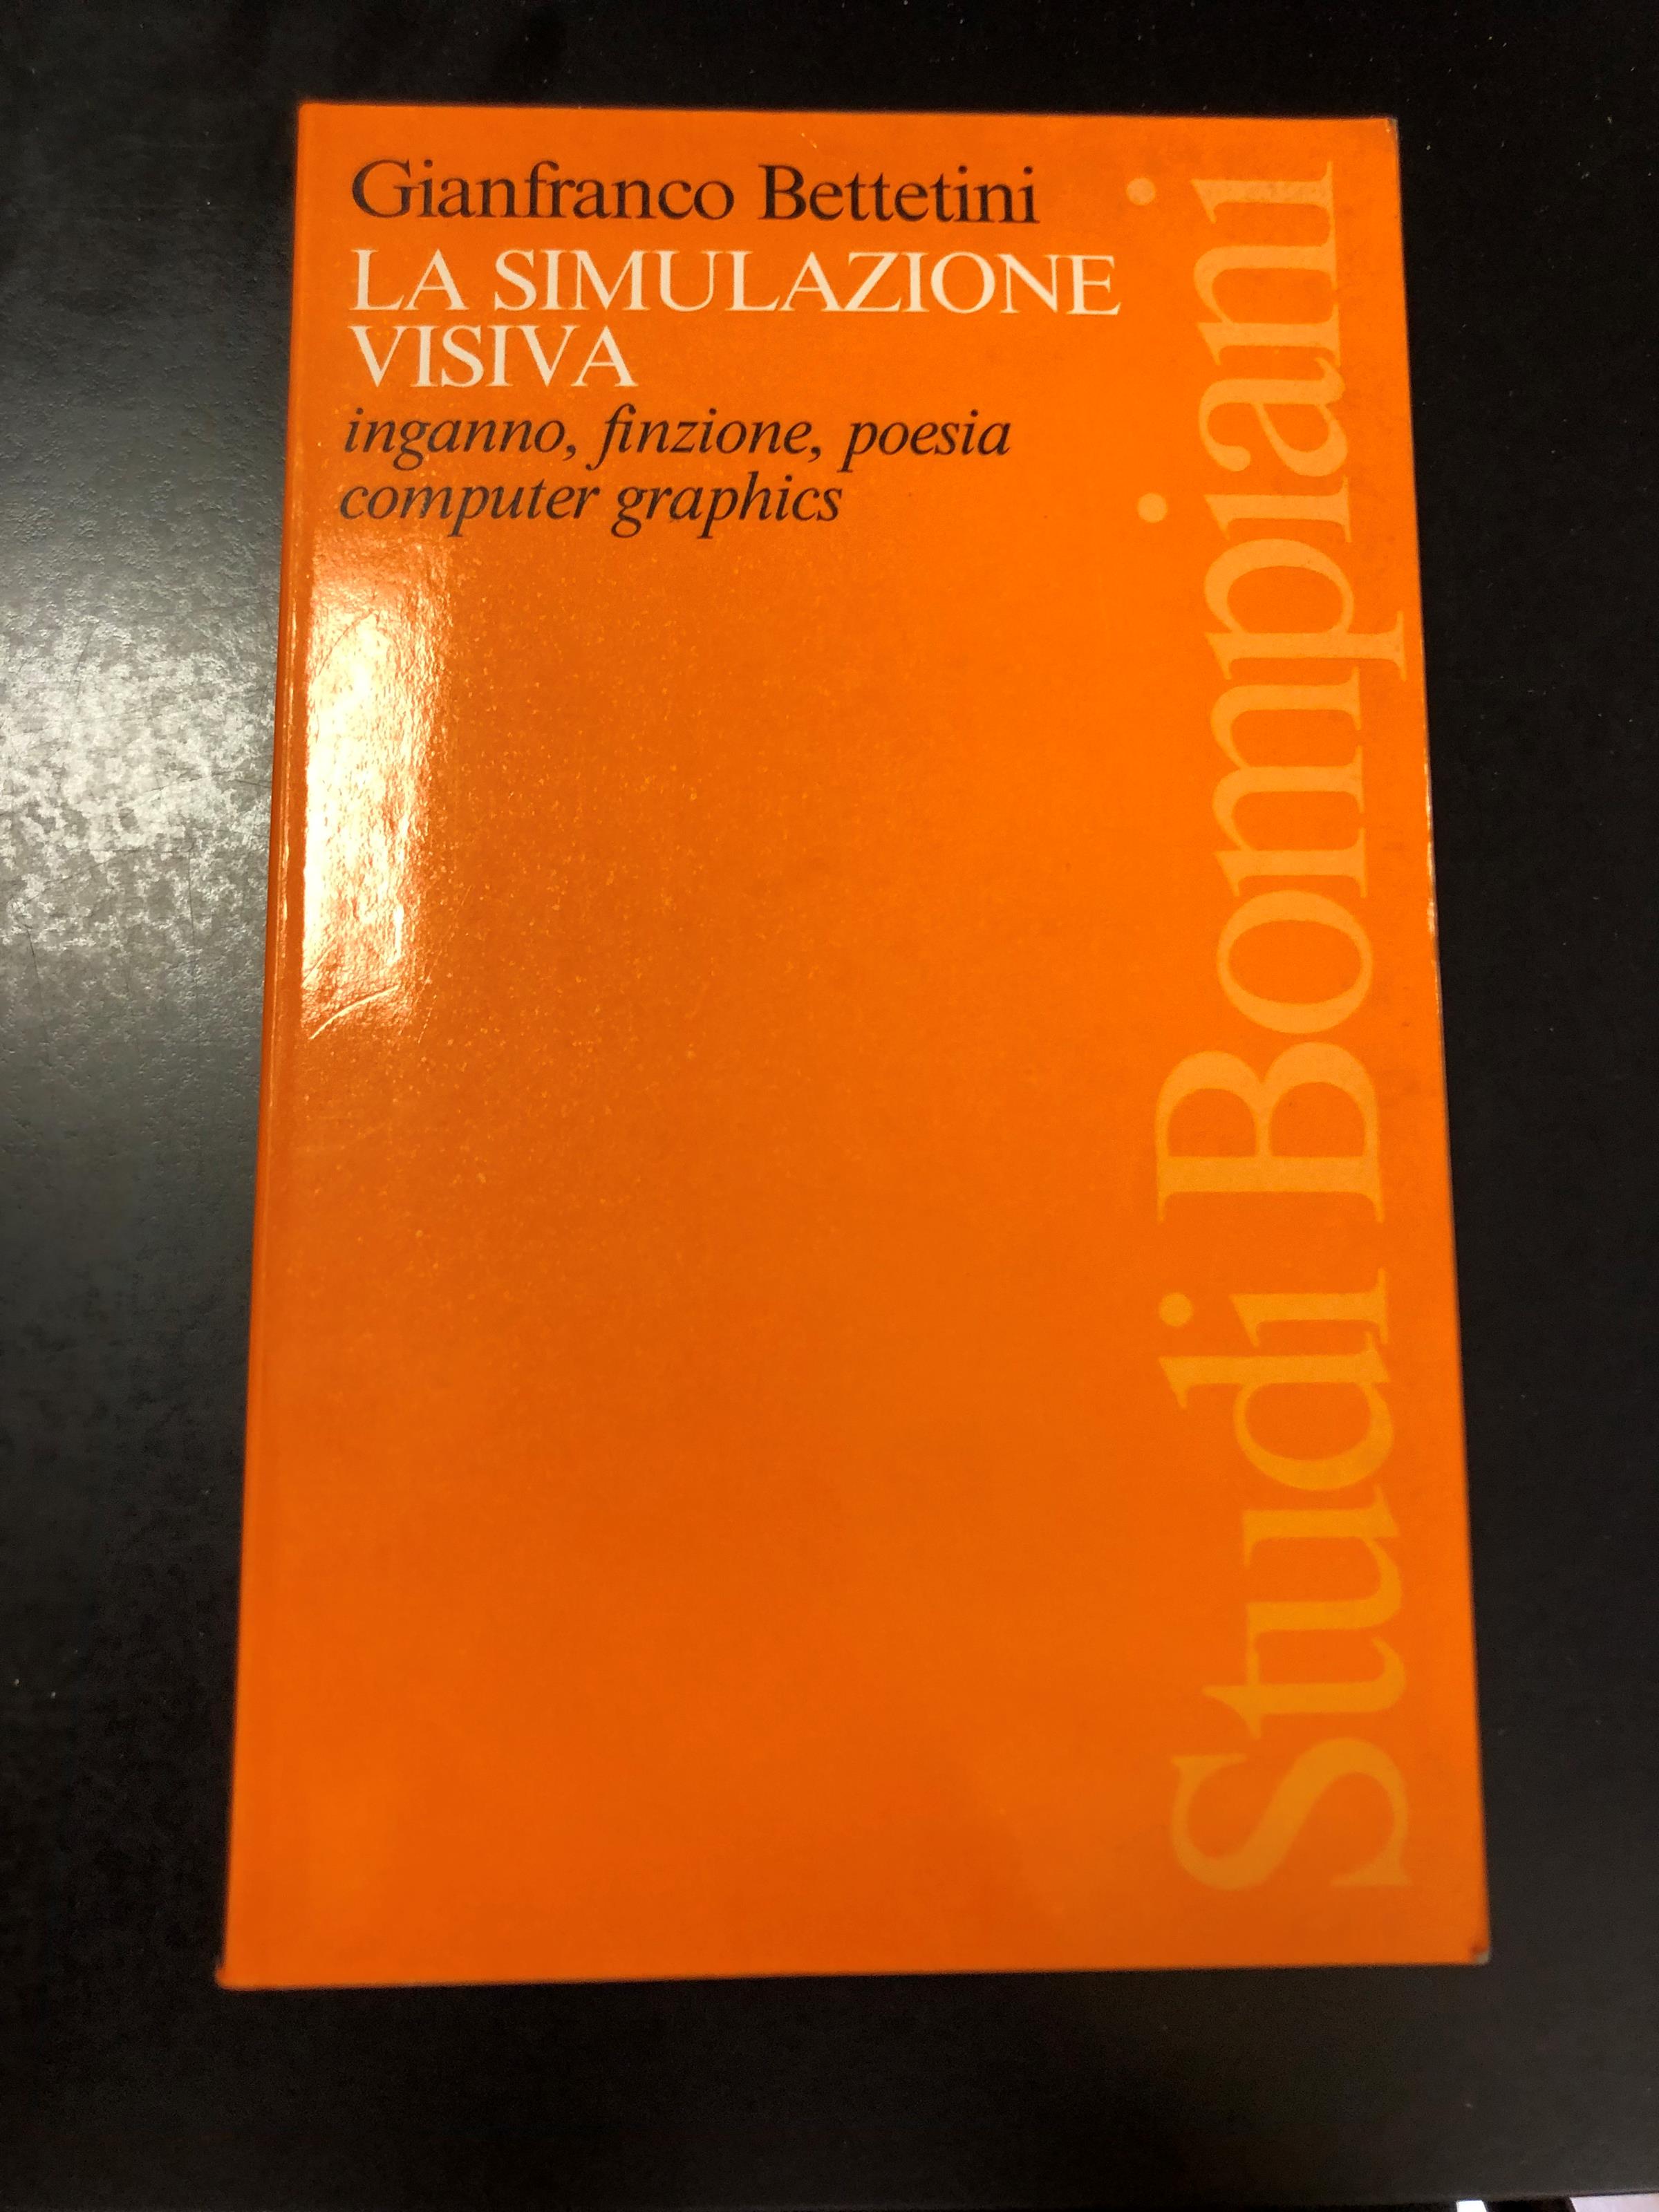 Gianfranco Bettetini
LA SIMULAZIONE
VISIVA
inganno, finzione, poesia
computer graphics
Studi Bompiani